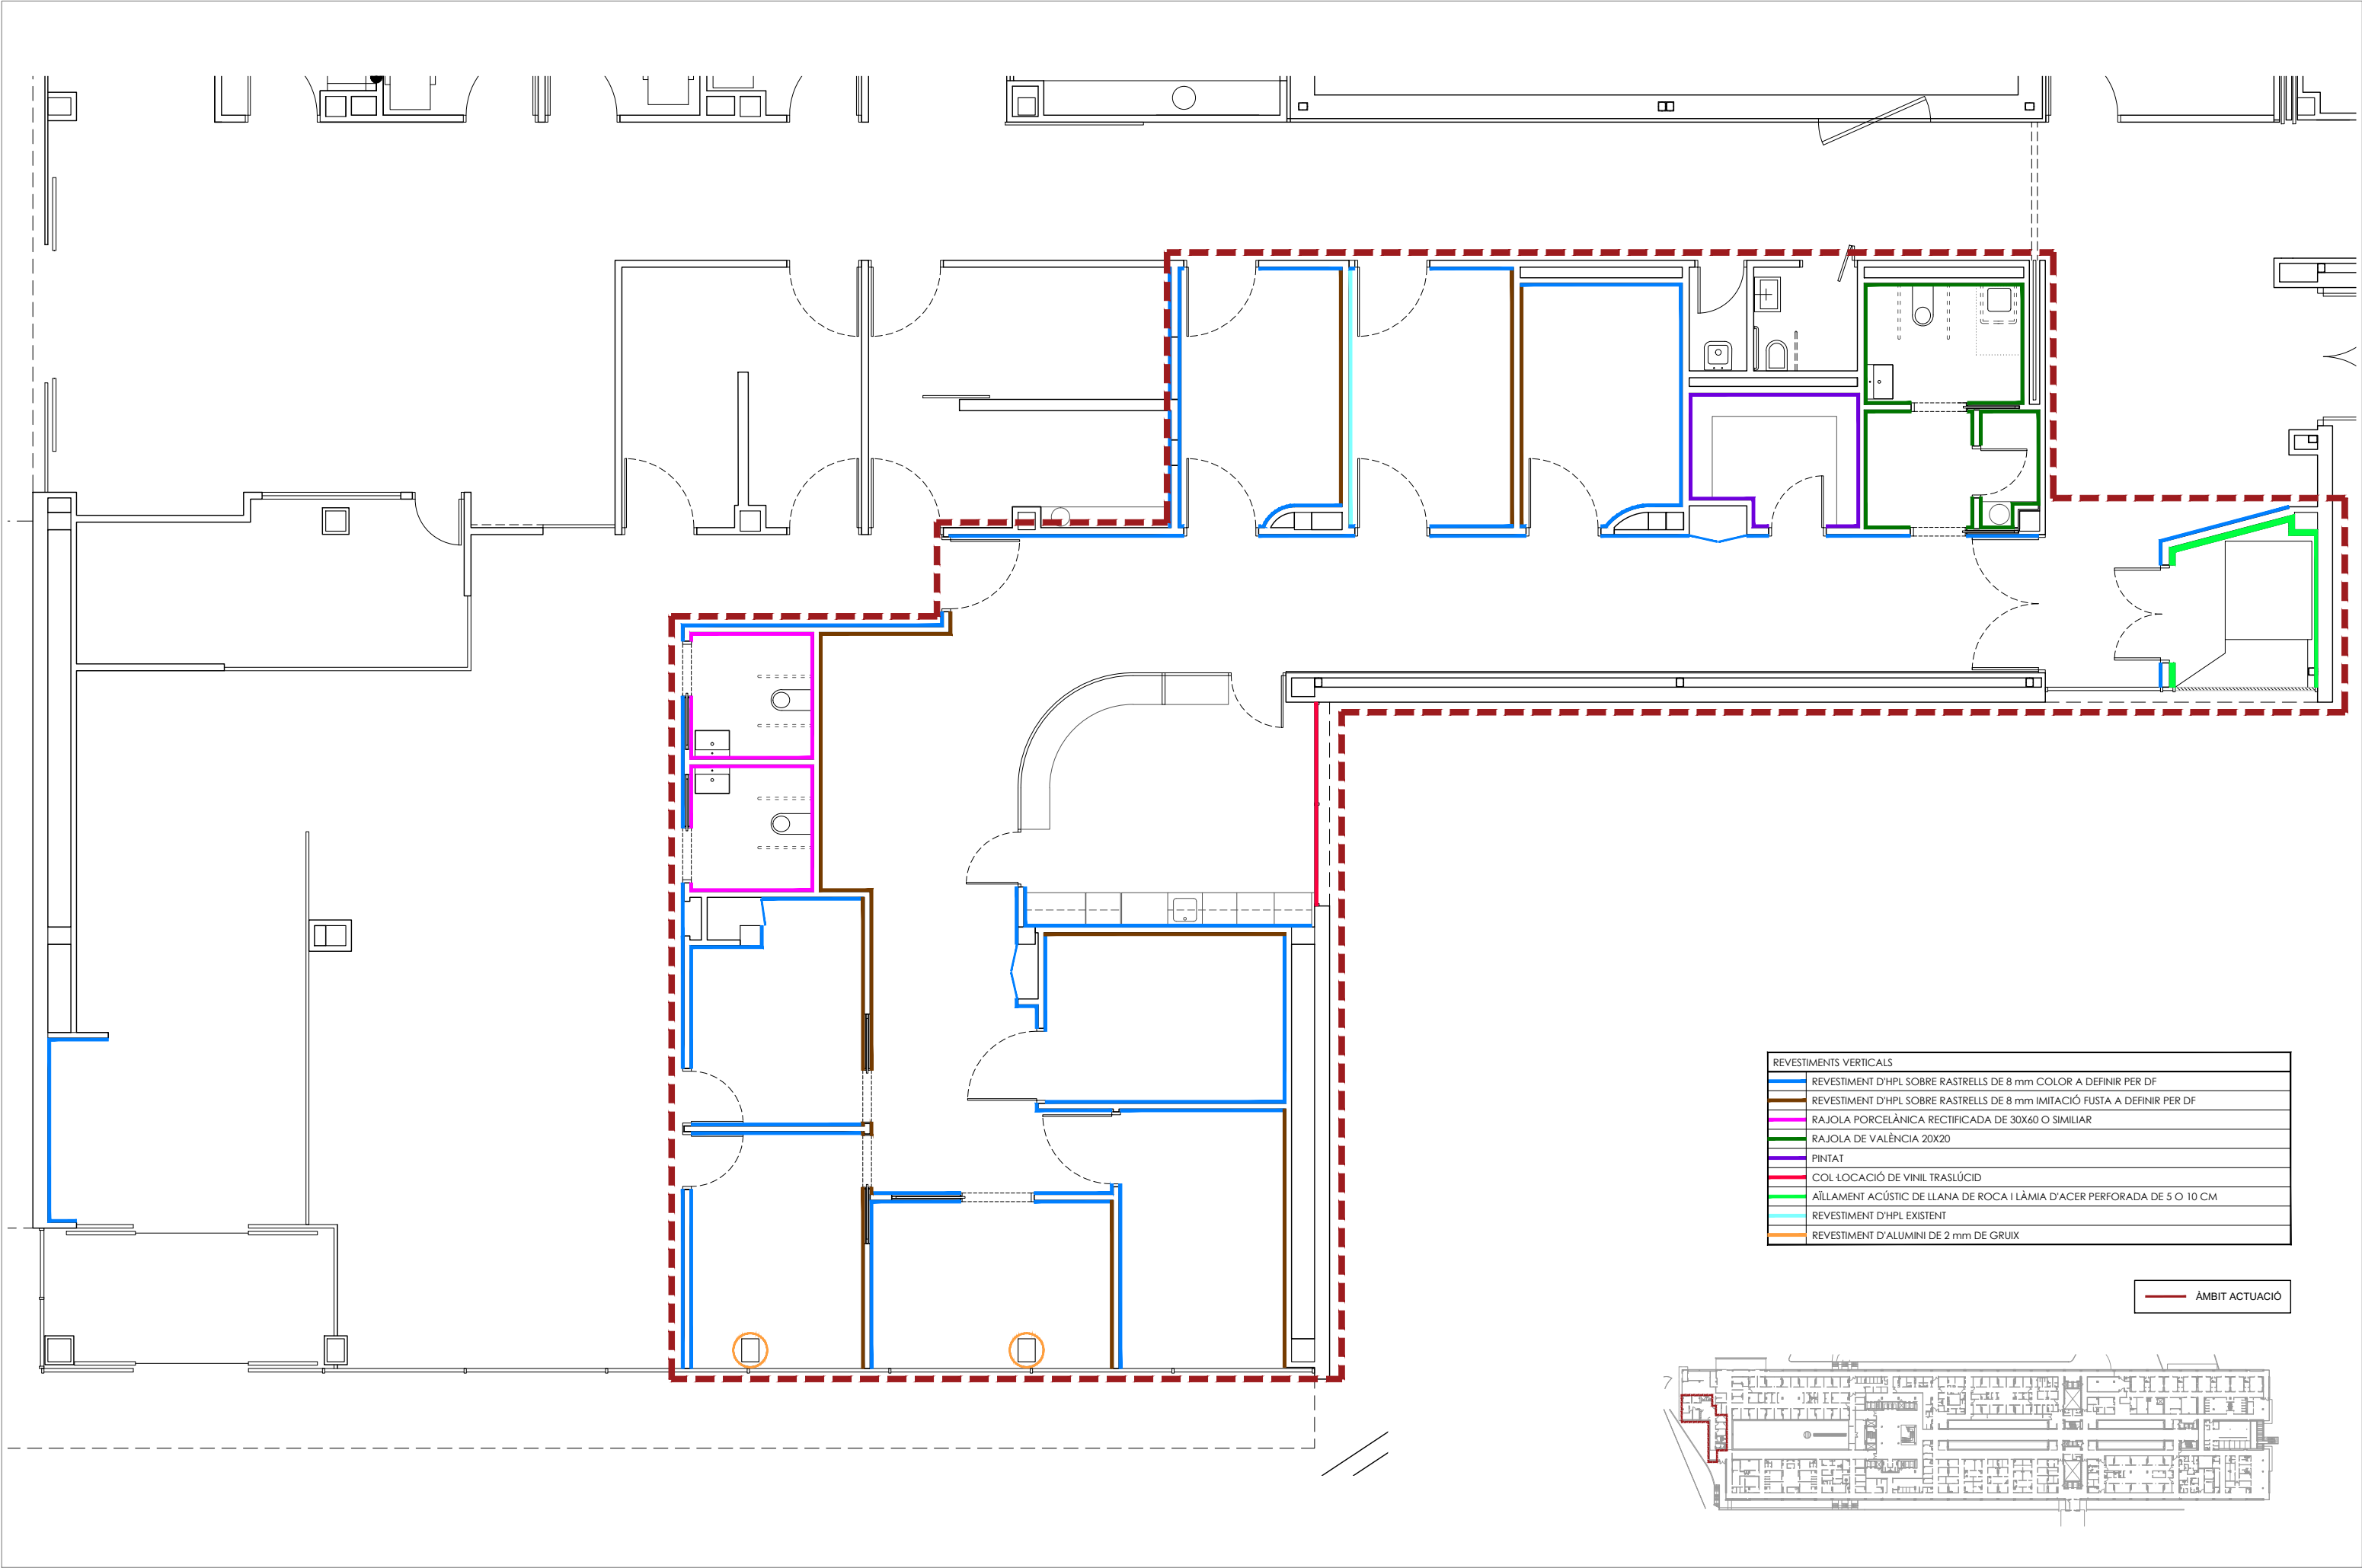 REVESTIMENTS VERTICALS
REVESTIMENT D'HPL SOBRE RASTRELLS DE 8 mm COLOR A DEFINIR PER DF
REVESTIMENT D'HPL SOBRE RASTRELLS DE 8 mm IMITACIÓ FUSTA A DEFINIR PER DF
RAJOLA PORCELÀNICA RECTIFICADA DE 30X60 O SIMILIAR
RAJOLA DE VALÈNCIA 20X20
PINTAT
COL·LOCACIÓ DE VINIL TRASLÚCID
AÏLLAMENT ACÚSTIC DE LLANA DE ROCA I LÀMIA D'ACER PERFORADA DE 5 O 10 CM
REVESTIMENT D'HPL EXISTENT
REVESTIMENT D'ALUMINI DE 2 mm DE GRUIX
ÀMBIT ACTUACIÓ